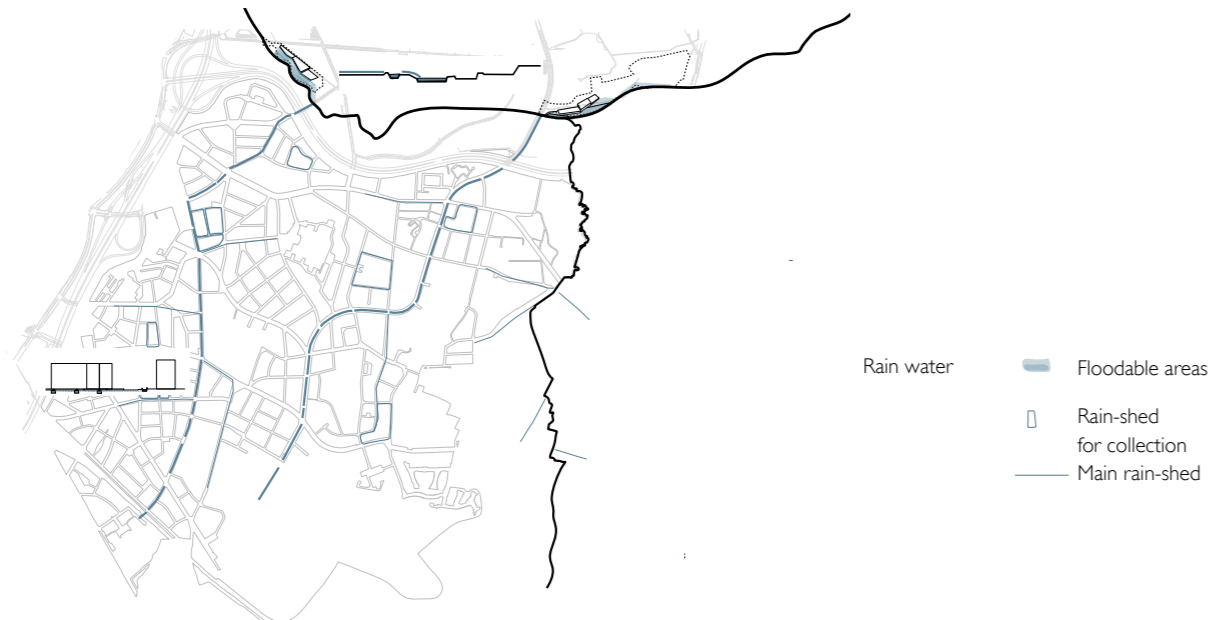 Rain water
Floodable areas
Rain-shed
for collection
Main rain-shed